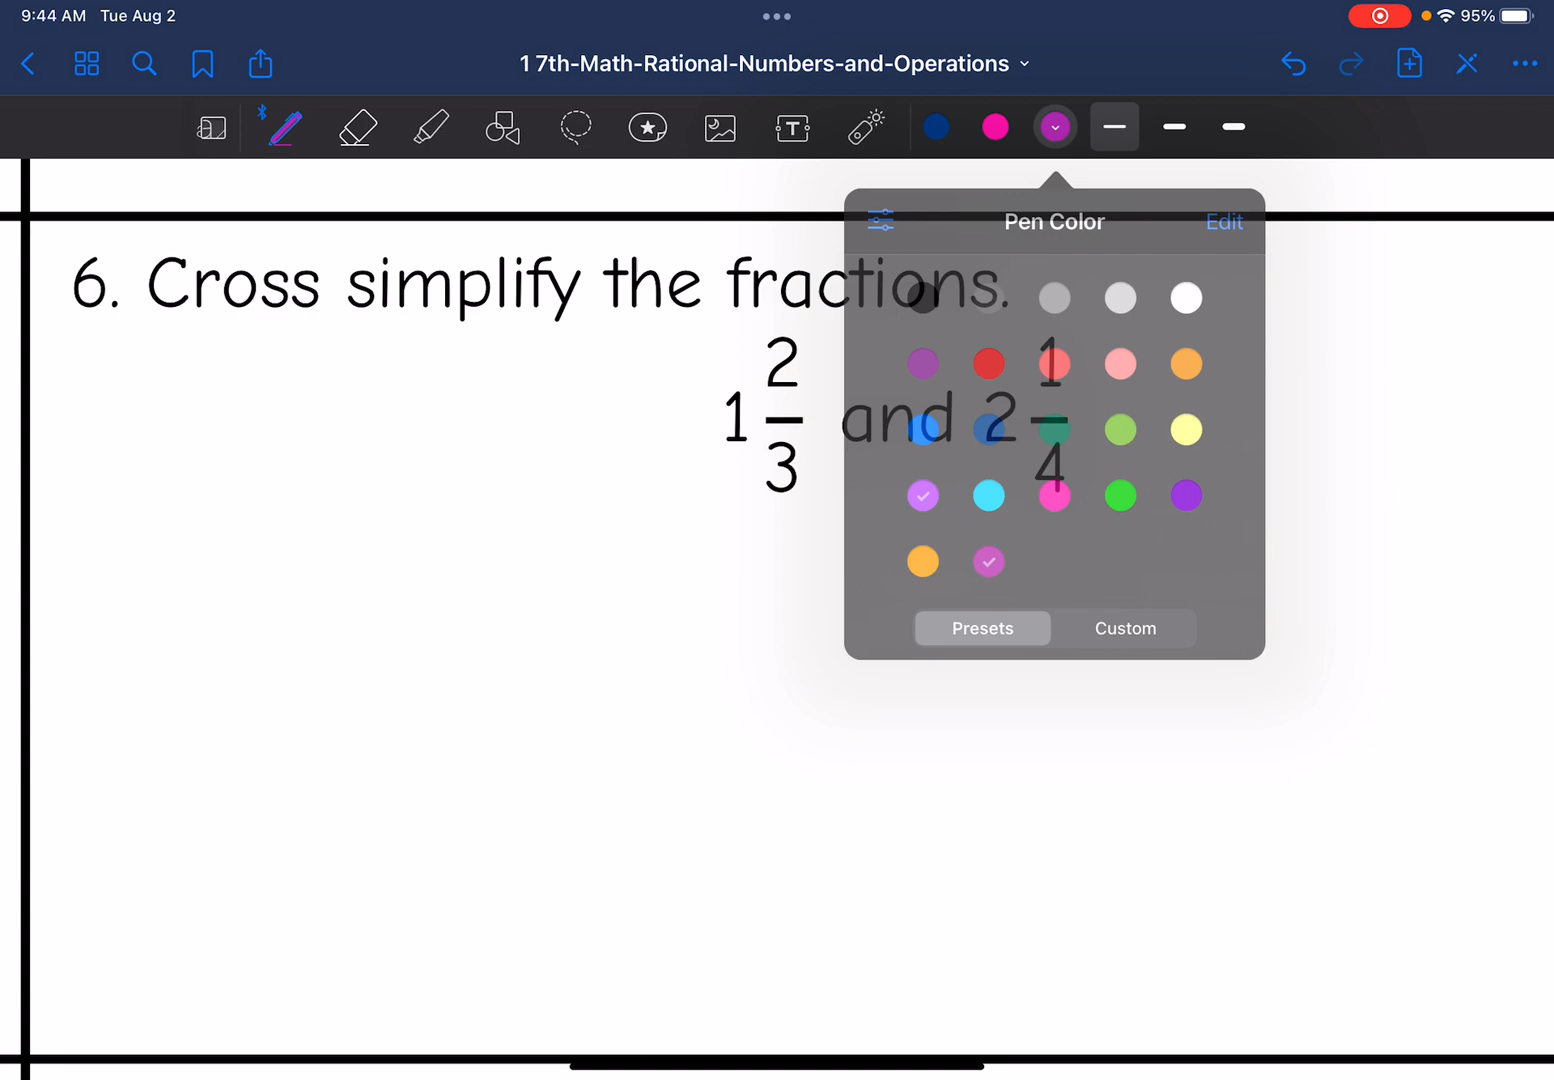 9:44 AM Tue Aug 2
95%
1 7th-Math-Rational-Numbers-and-Operations
T
Pen Color
Edit
6. Cross simplify the fractions.
1 2/3 and 2 1/4
Presets
Custom